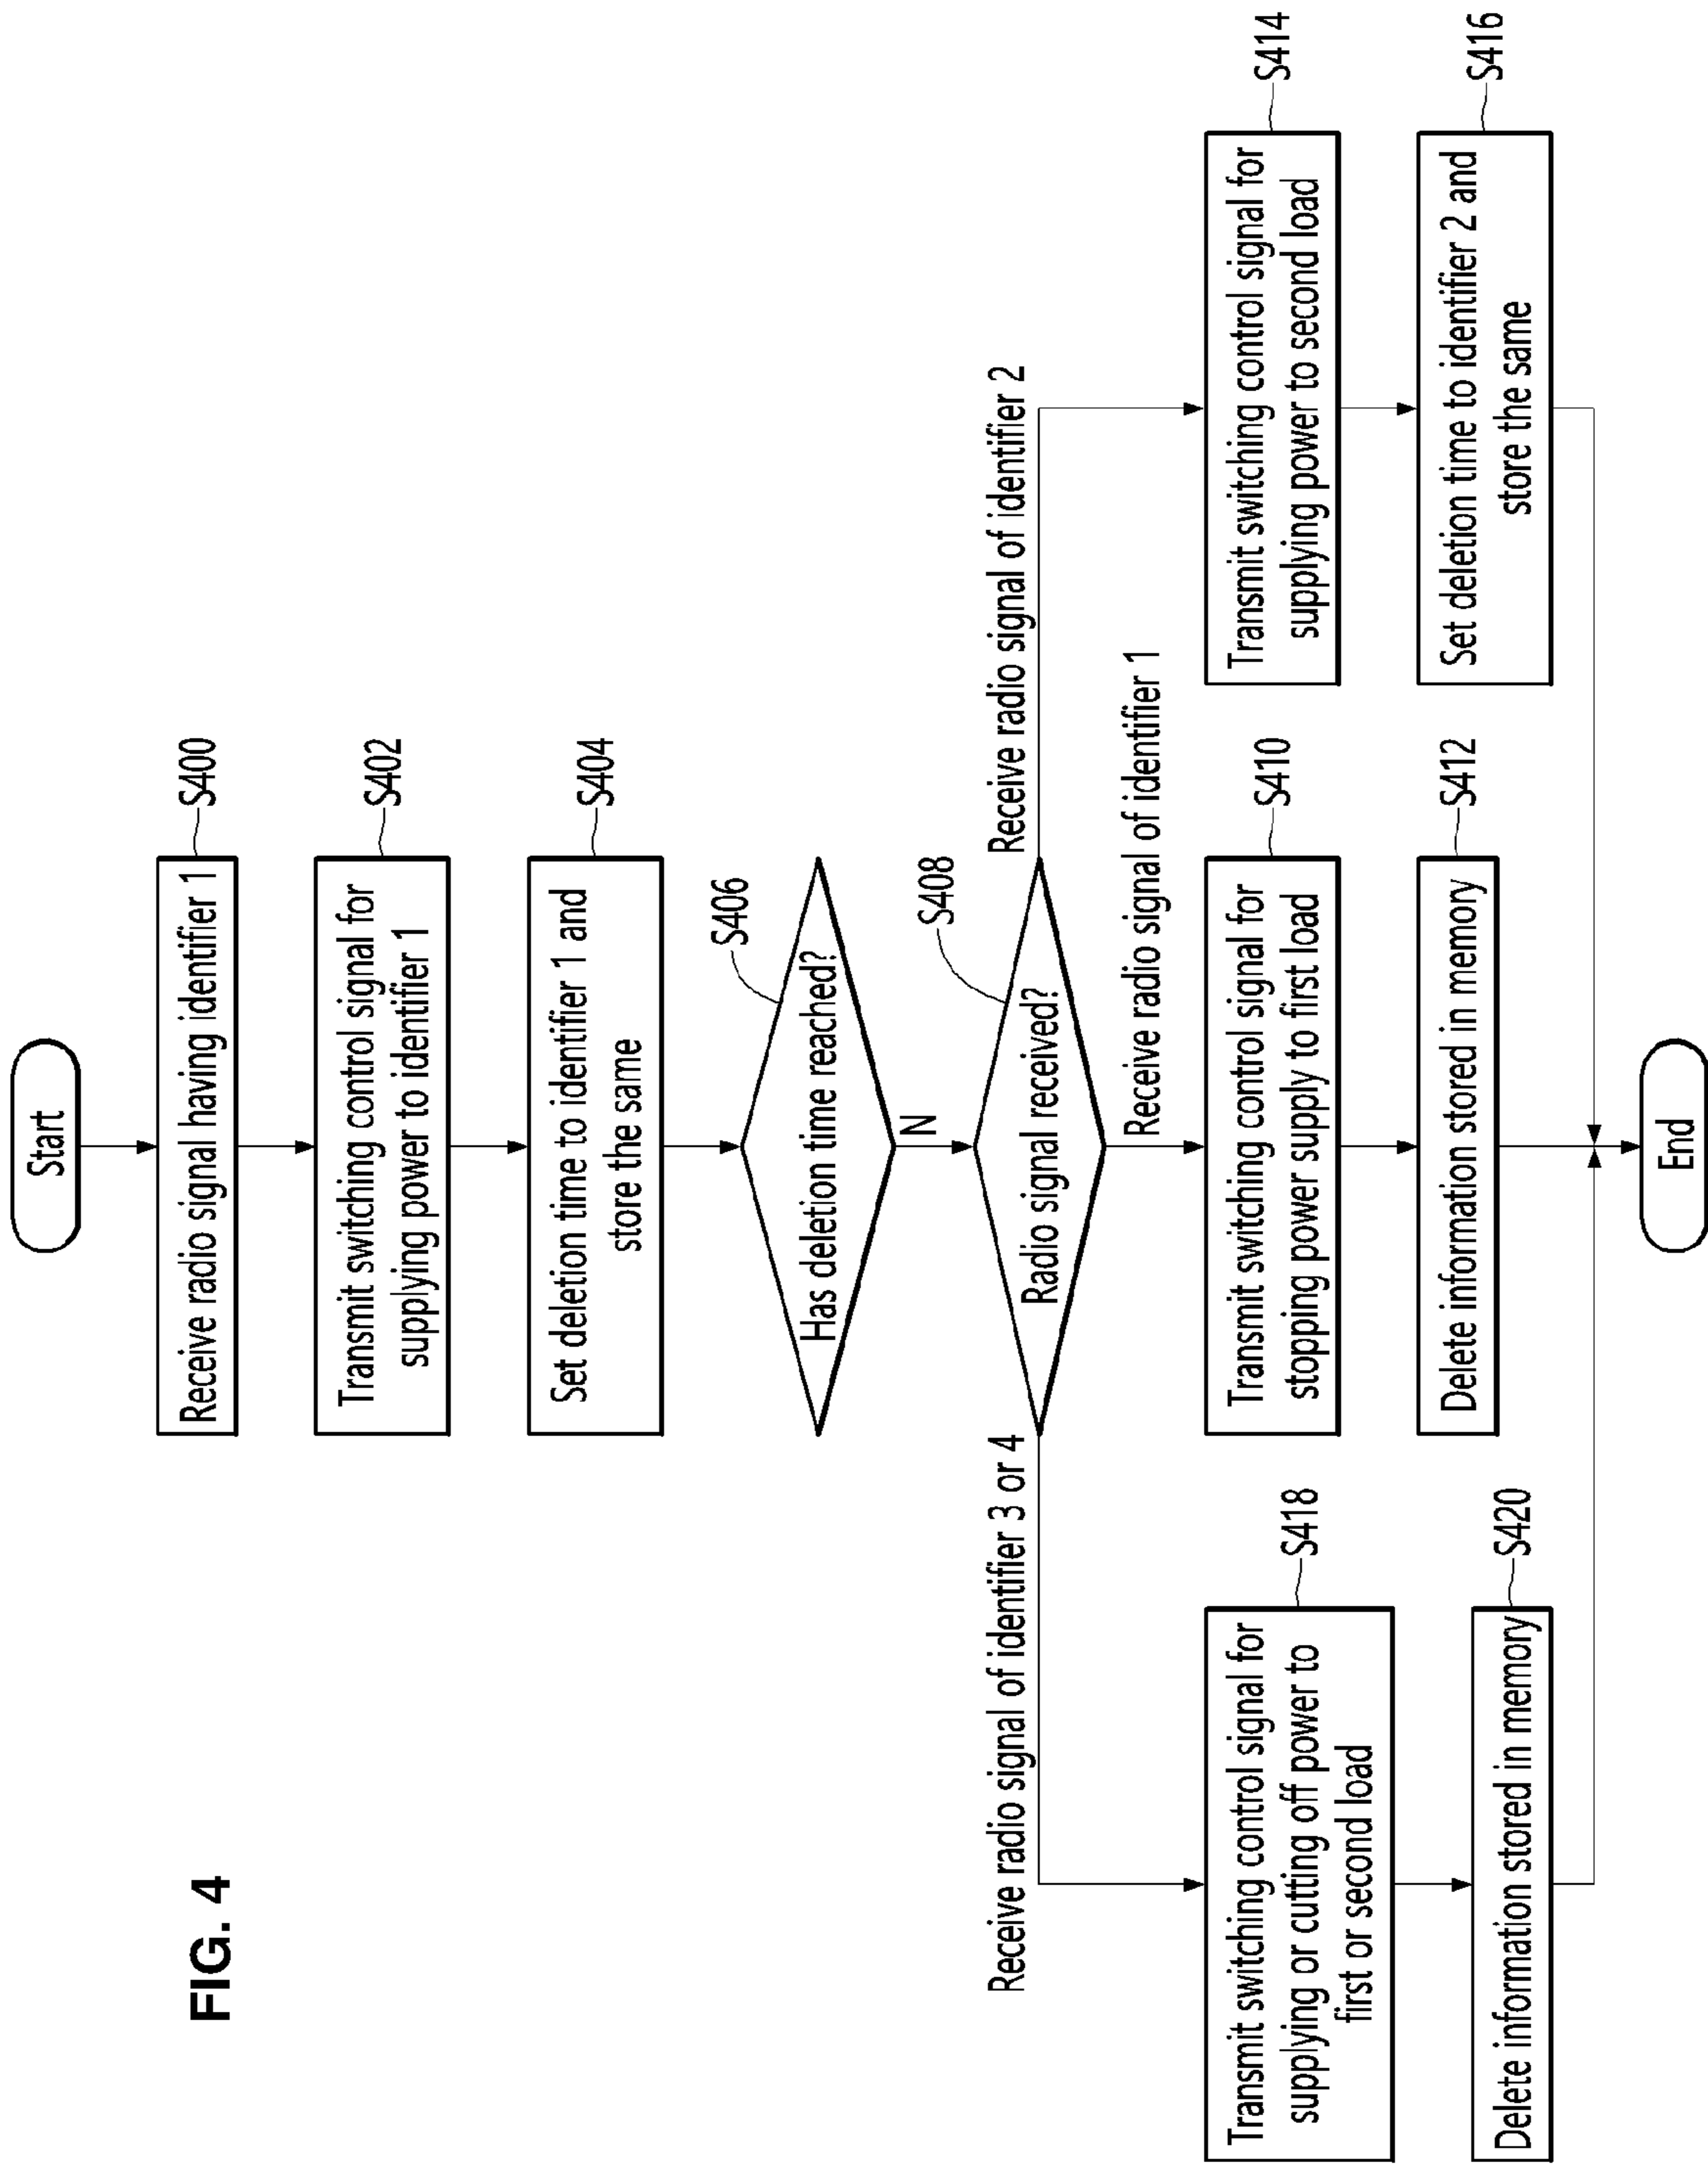 FIG. 4
Start
Receive radio signal having identifier 1
S400
Transmit switching control signal for
supplying power to identifier 1
S402
Set deletion time to identifier 1 and
store the same
S404
Has deletion time reached?
S406
N
Radio signal received?
S408
Receive radio signal of identifier 3 or 4
Receive radio signal of identifier 1
Receive radio signal of identifier 2
Transmit switching control signal for
supplying or cutting off power to
first or second load
S418
Delete information stored in memory
S420
Transmit switching control signal for
stopping power supply to first load
S410
Delete information stored in memory
S412
Transmit switching control signal for
supplying power to second load
S414
Set deletion time to identifier 2 and
store the same
S416
End